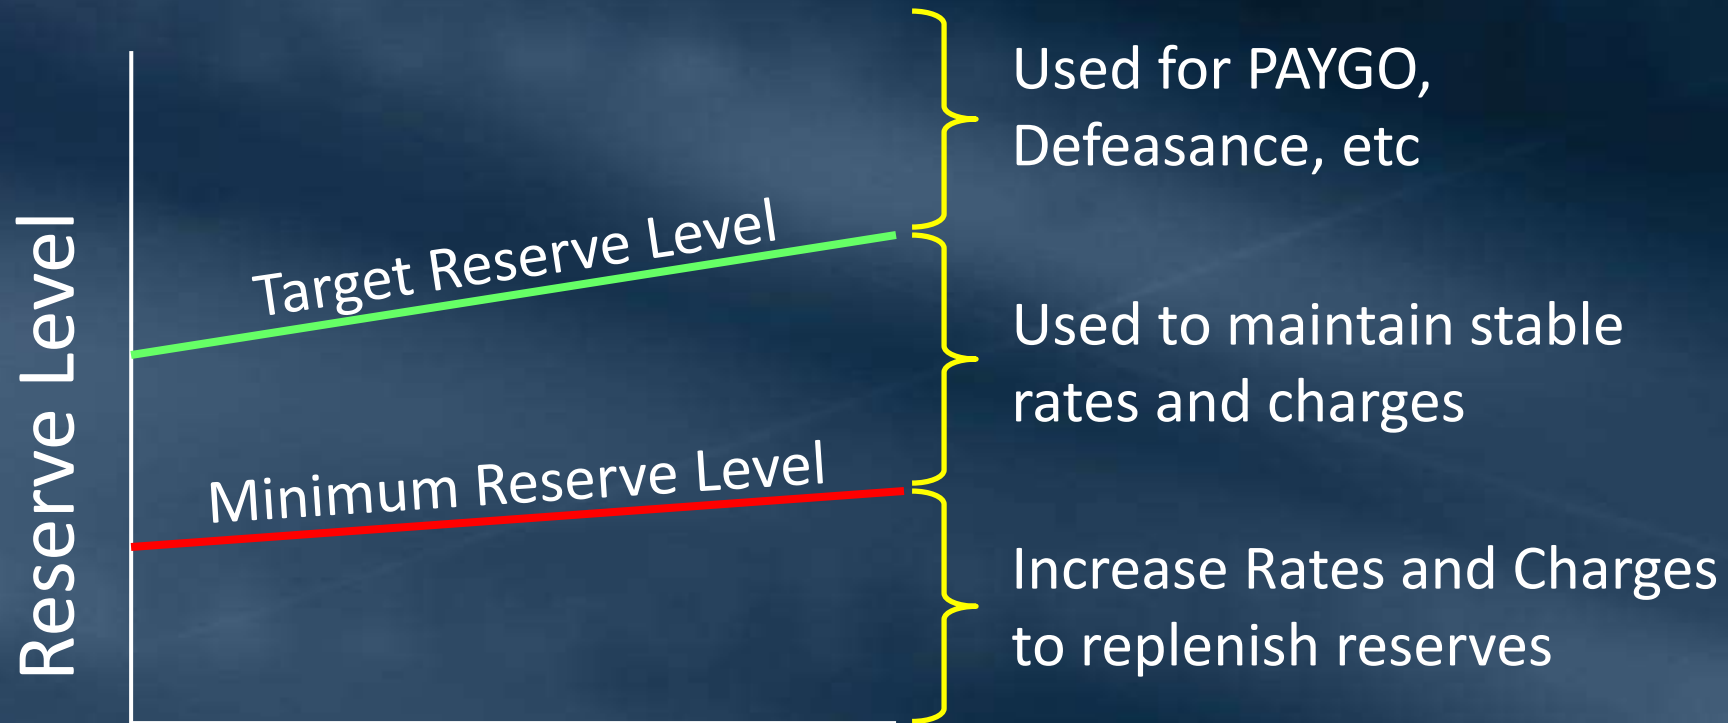 Reserve Level
Target Reserve Level
Minimum Reserve Level
Used for PAYGO,
Defeasance, etc
Used to maintain stable
rates and charges
Increase Rates and Charges
to replenish reserves